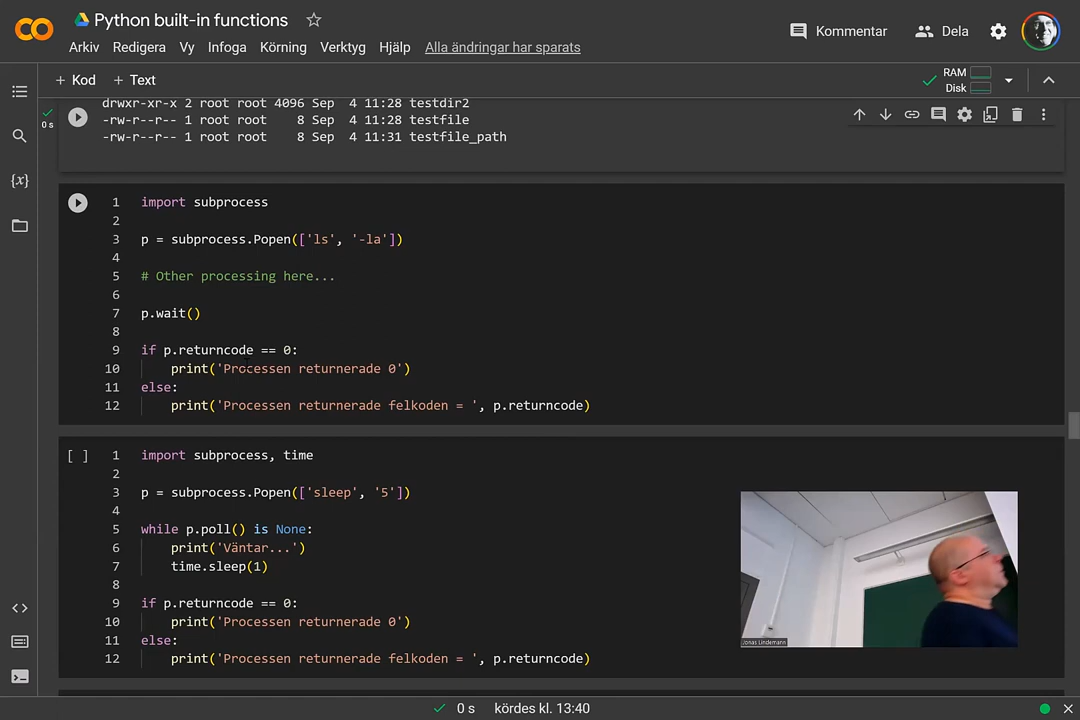 Python built-in functions
Kommentar
Dela
Arkiv Redigera Vy Infoga Körning Verktyg Hjälp Alla ändringar har sparats
+ Kod + Text
RAM
Disk
drwxr-xr-x 2 root root 4096 Sep  4 11:28 testdir2
-rw-r--r-- 1 root root    8 Sep  4 11:28 testfile
-rw-r--r-- 1 root root    8 Sep  4 11:31 testfile_path
0 s
{x}
1 import subprocess
2
3 p = subprocess.Popen(['ls', '-la'])
4
5 # Other processing here...
6
7 p.wait()
8
9 if p.returncode == 0:
10     print('Processen returnerade 0')
11 else:
12     print('Processen returnerade felkoden = ', p.returncode)
[ ]
1 import subprocess, time
2
3 p = subprocess.Popen(['sleep', '5'])
4
5 while p.poll() is None:
6     print('Väntar...')
7     time.sleep(1)
8
9 if p.returncode == 0:
10     print('Processen returnerade 0')
11 else:
12     print('Processen returnerade felkoden = ', p.returncode)
Jonas Lindemann
0 s kördes kl. 13:40